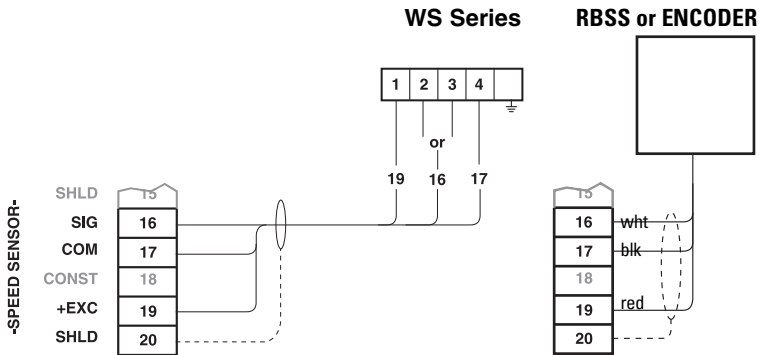 WS Series
RBSS or ENCODER
1 2 3 4
or
19 16 17
-SPEED SENSOR-
SHLD 15
SIG 16
COM 17
CONST 18
+EXC 19
SHLD 20
15
16 wht
17 blk
18
19 red
20